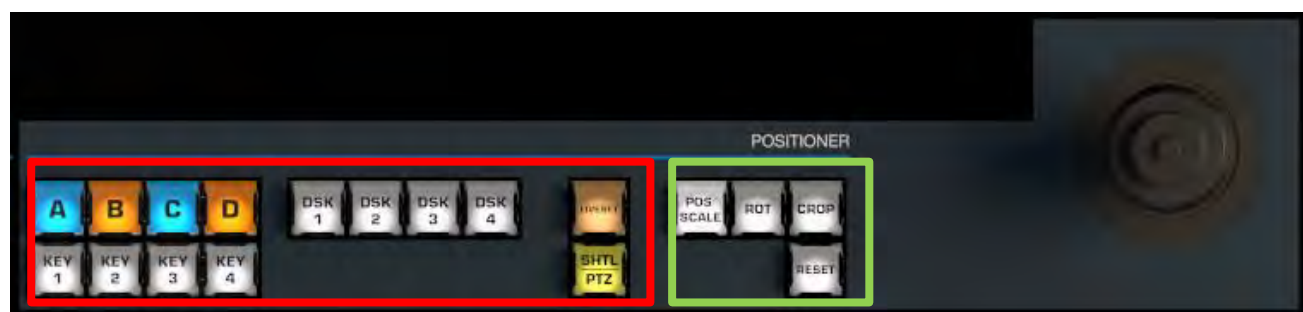 POSITIONER
A B C D DSK 1 DSK 2 DSK 3 DSK 4 POS SCALE ROT CROP
KEY 1 KEY 2 KEY 3 KEY 4 SHTL PTZ RESET